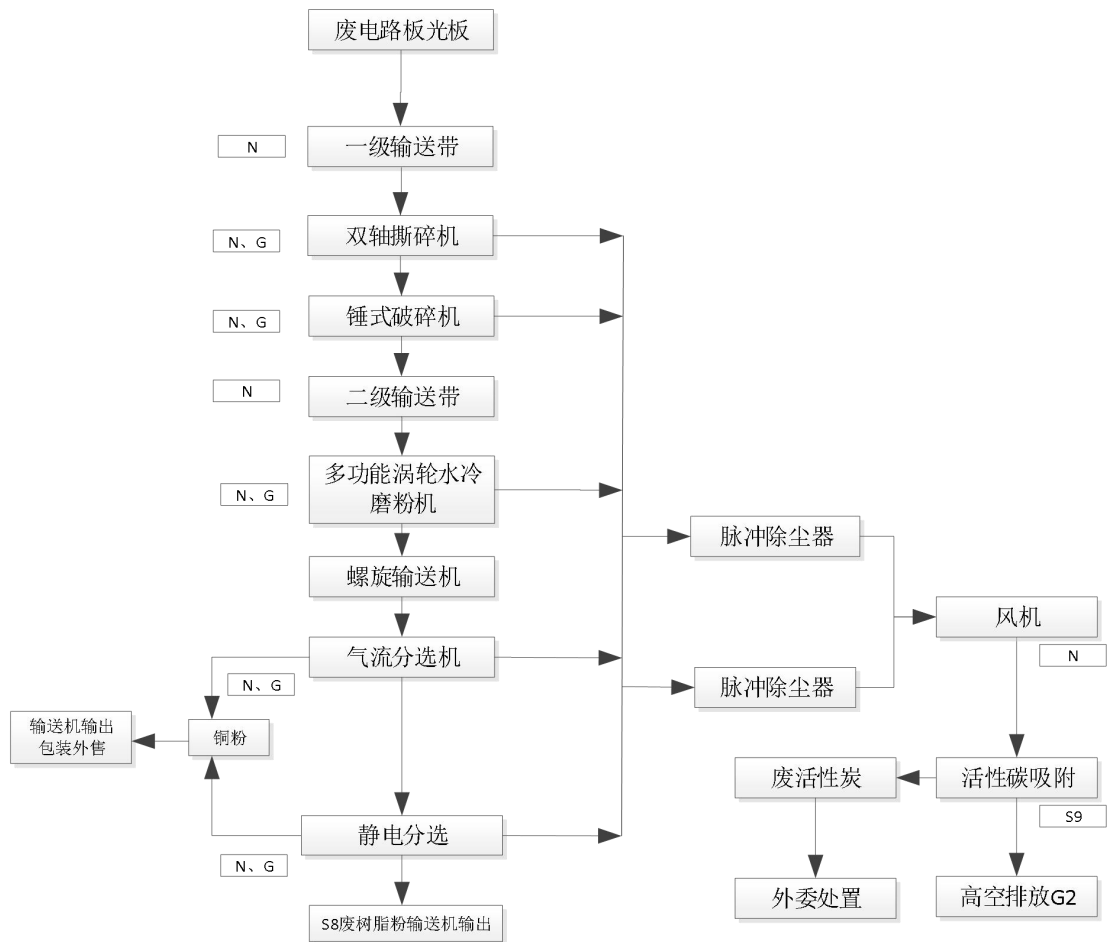 废电路板光板
N
一级输送带
N、G
双轴撕碎机
N、G
锤式破碎机
N
二级输送带
N、G
多功能涡轮水冷
磨粉机
脉冲除尘器
螺旋输送机
风机
N
气流分选机
N、G
脉冲除尘器
输送机输出
包装外售
铜粉
废活性炭
活性碳吸附
S9
静电分选
N、G
外委处置
高空排放G2
S8废树脂粉输送机输出